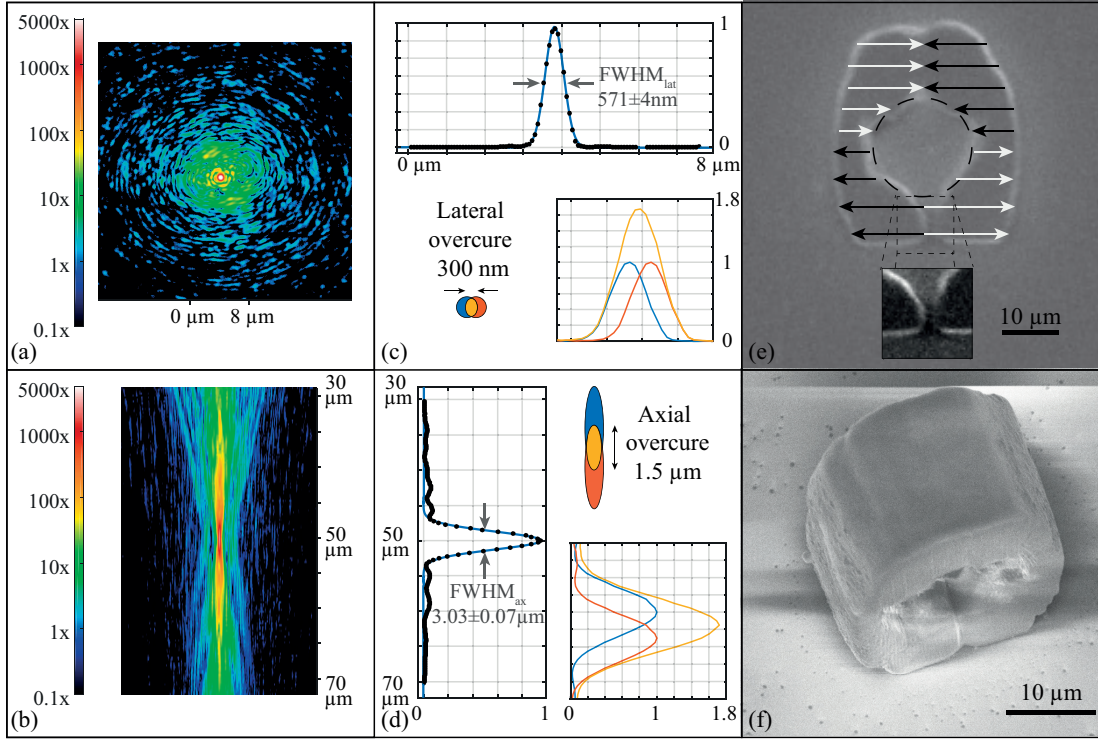 5000x
1000x
100x
10x
1x
0.1x
0 µm
8 µm
(a)
5000x
1000x
100x
10x
1x
0.1x
30
µm
50
µm
70
µm
(b)
1
0
0 µm
8 µm
FWHM_lat
571±4nm
Lateral
overcure
300 nm
1.8
1
0
(c)
30
µm
50
µm
70
µm
0
1
FWHM_ax
3.03±0.07µm
Axial
overcure
1.5 µm
0
1
1.8
(d)
10 µm
(e)
10 µm
(f)